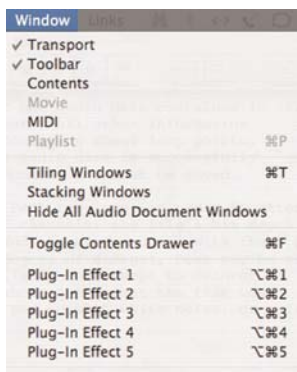 Window Links
✓ Transport
✓ Toolbar
Contents
Movie
MIDI
Playlist ⌘P
Tiling Windows ⌘T
Stacking Windows
Hide All Audio Document Windows
Toggle Contents Drawer ⌘F
Plug-In Effect 1 ⌥⌘1
Plug-In Effect 2 ⌥⌘2
Plug-In Effect 3 ⌥⌘3
Plug-In Effect 4 ⌥⌘4
Plug-In Effect 5 ⌥⌘5